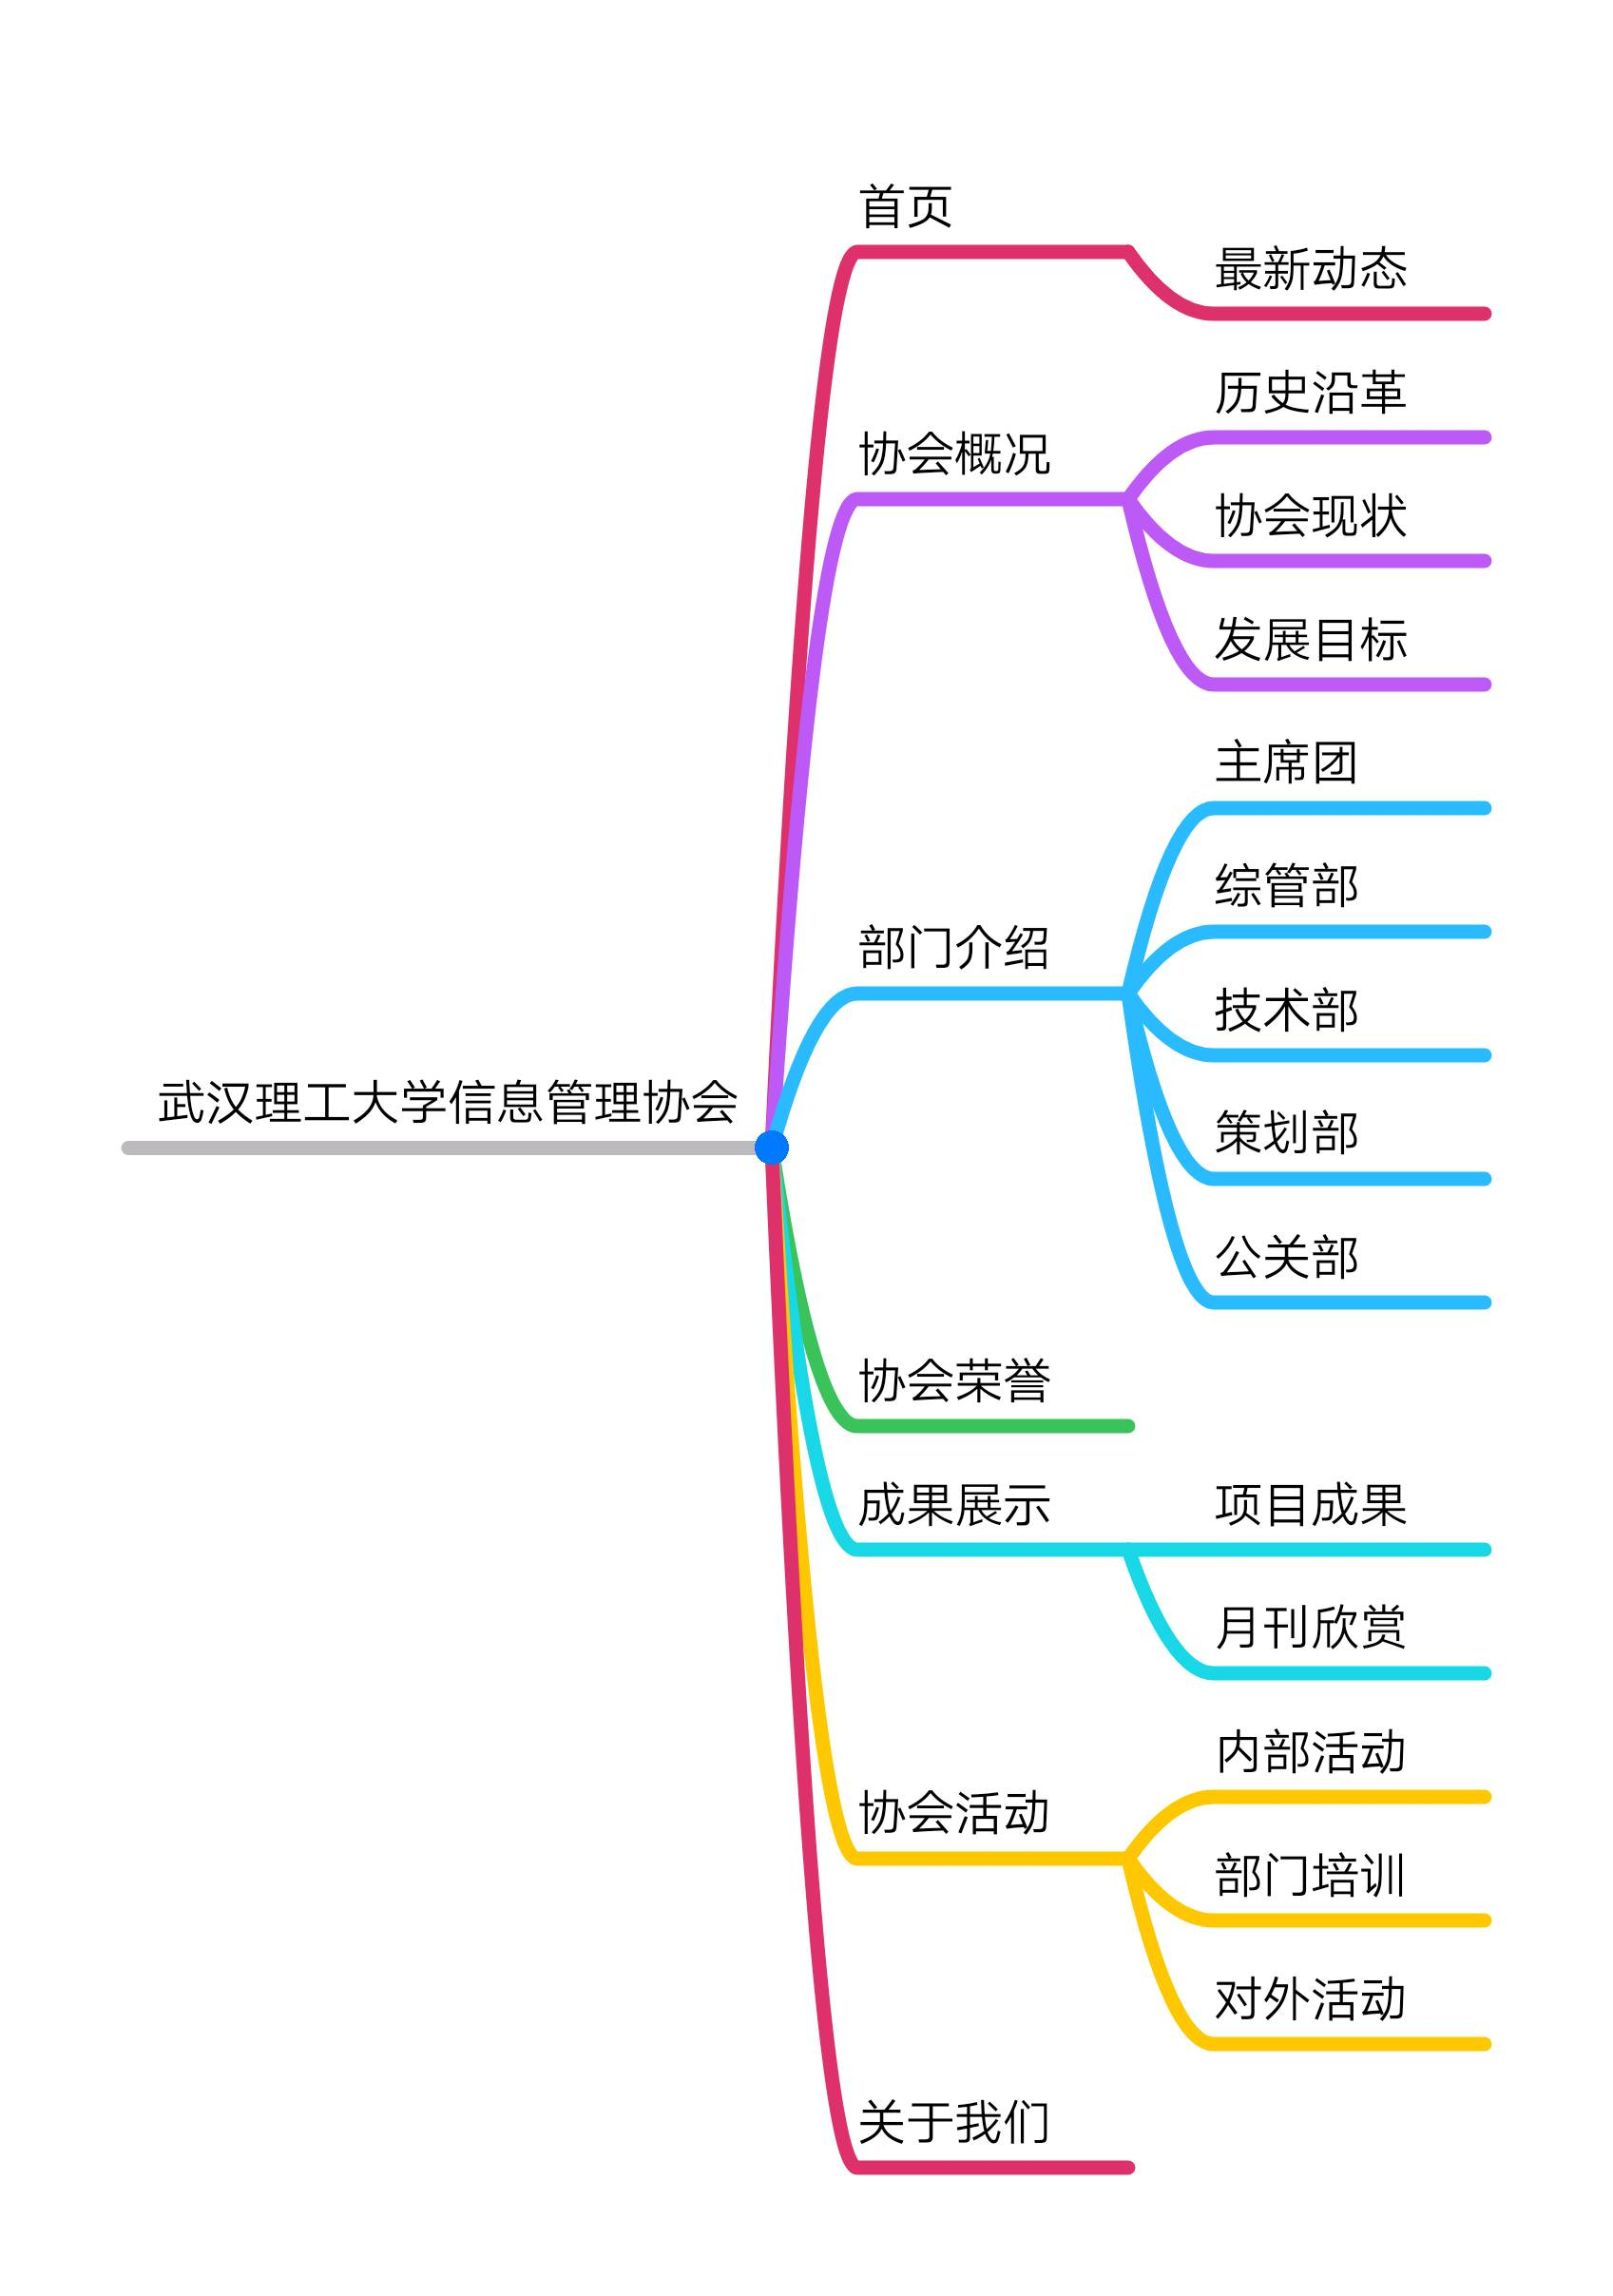 武汉理工大学信息管理协会
首页
最新动态
协会概况
历史沿革
协会现状
发展目标
部门介绍
主席团
综管部
技术部
策划部
公关部
协会荣誉
成果展示
项目成果
月刊欣赏
协会活动
内部活动
部门培训
对外活动
关于我们